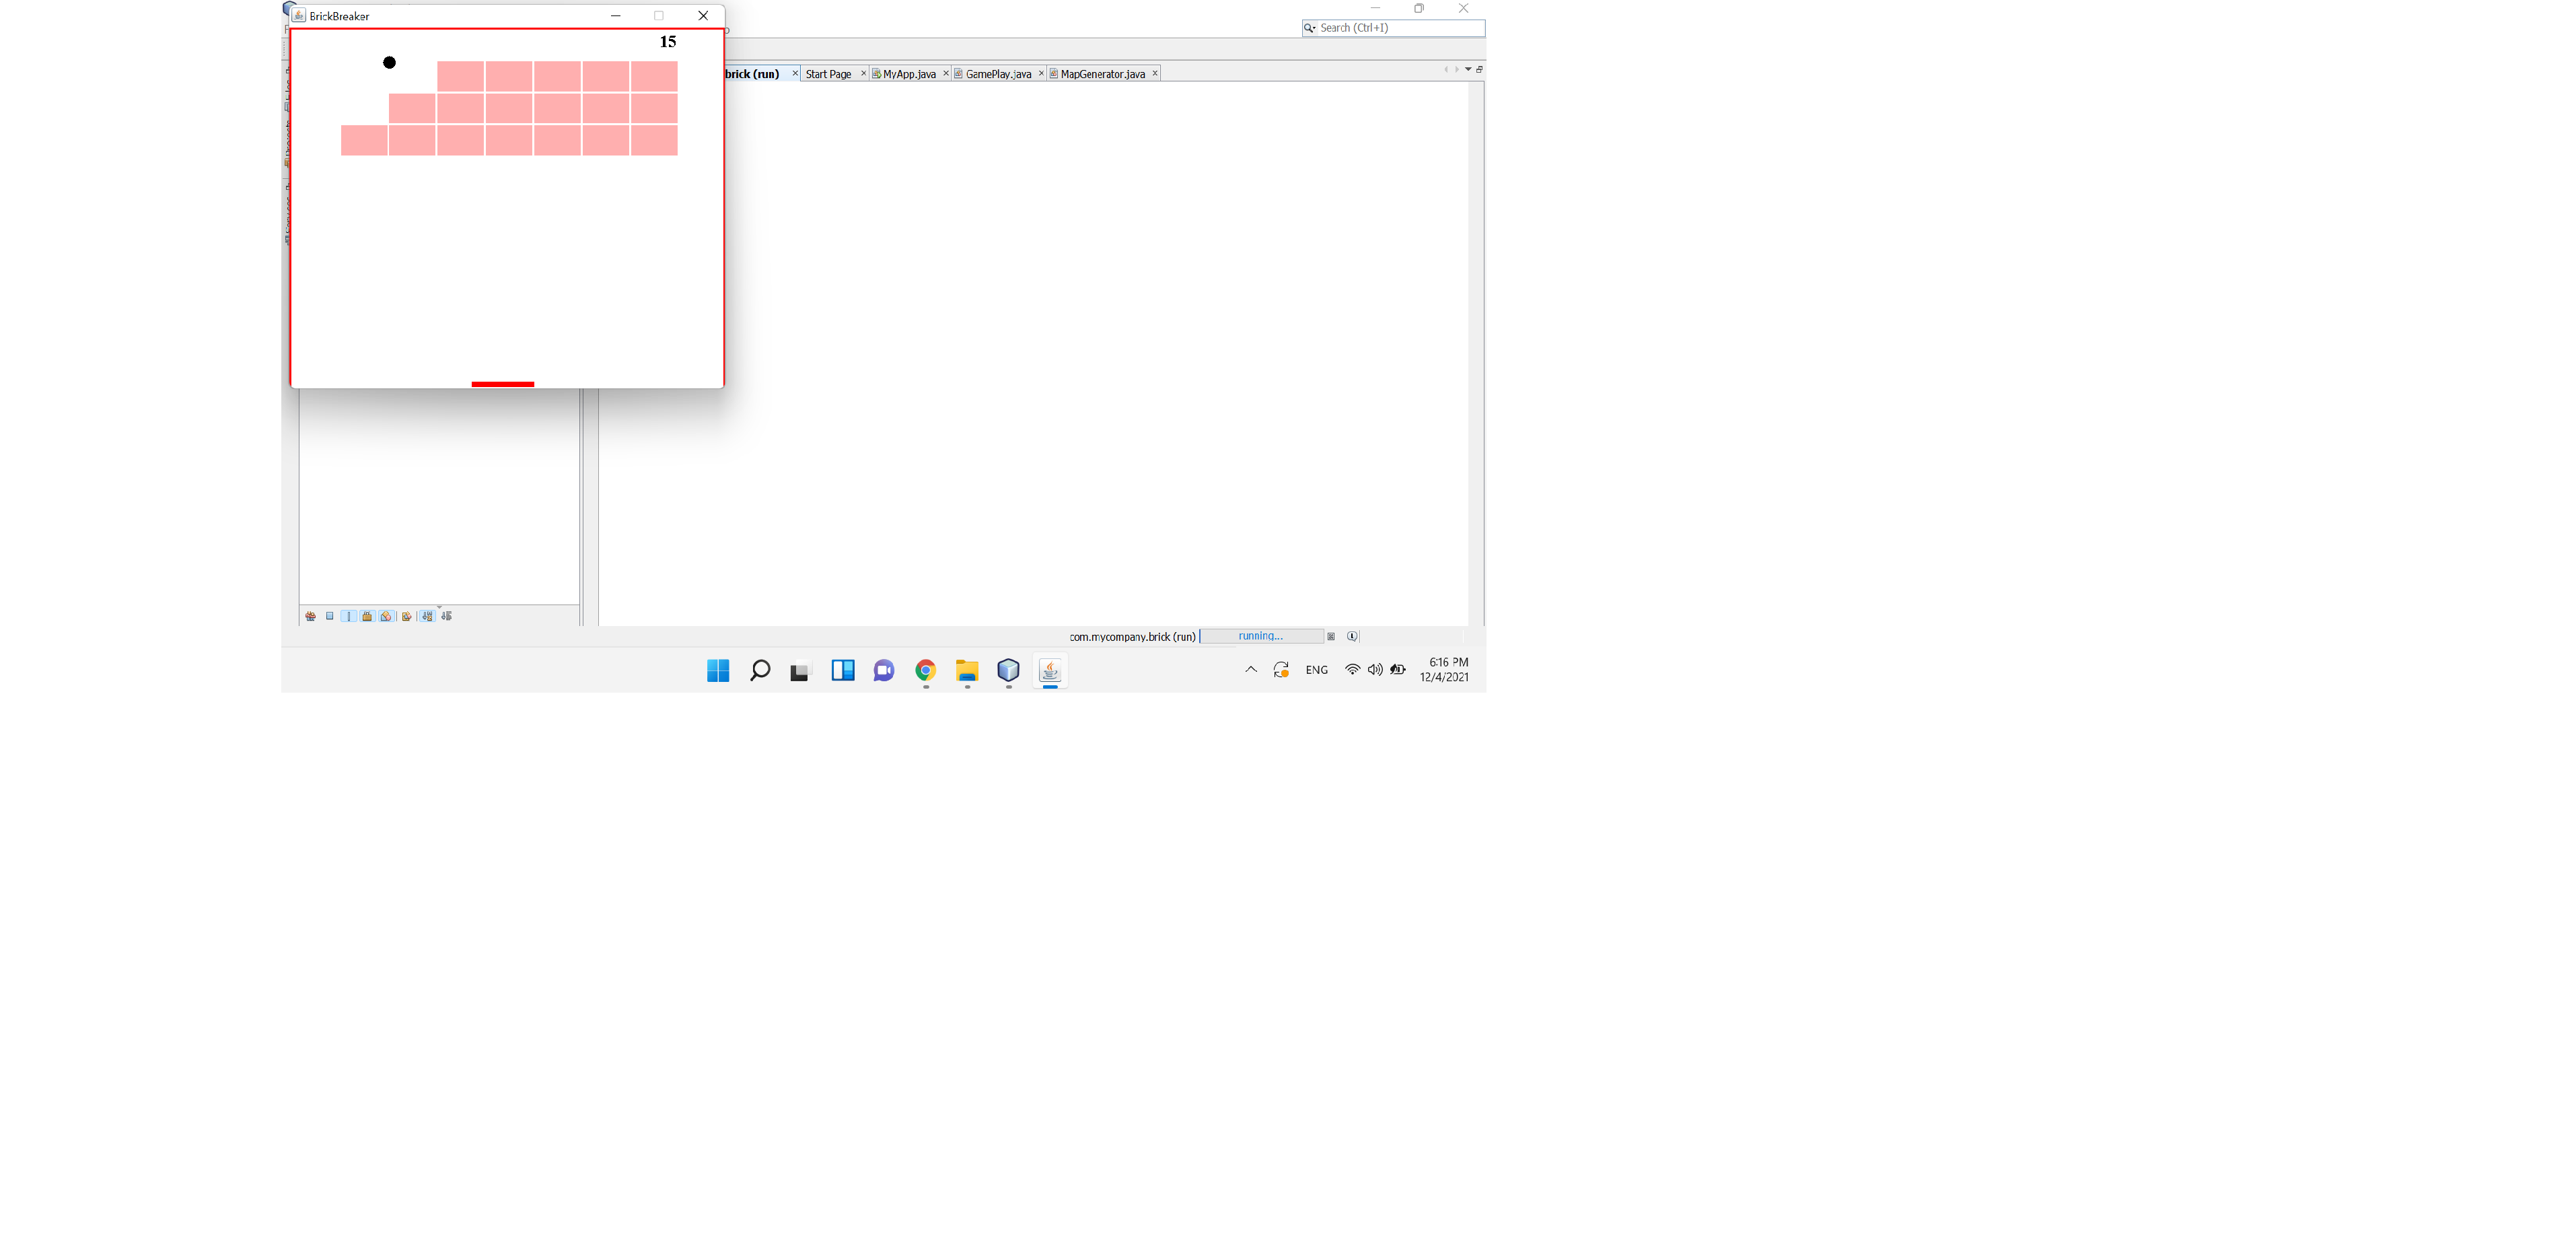 BrickBreaker
15
Search (Ctrl+I)
brick (run)
Start Page
MyApp.java
GamePlay.java
MapGenerator.java
com.mycompany.brick (run)
running...
ENG
6:16 PM
12/4/2021